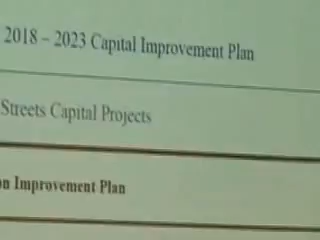 2018 – 2023 Capital Improvement Plan
Streets Capital Projects
Improvement Plan